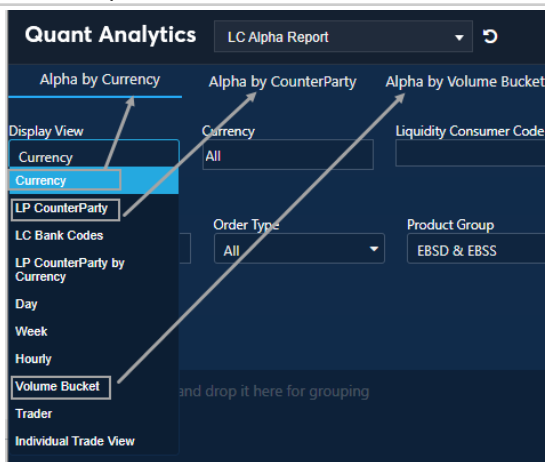 Quant Analytics
LC Alpha Report
Alpha by Currency
Alpha by CounterParty
Alpha by Volume Bucket
Display View
Currency
Liquidity Consumer Code
Currency
All
Currency
LP CounterParty
LC Bank Codes
Order Type
Product Group
All
EBSD & EBSS
LP CounterParty by
Currency
Day
Week
Hourly
Volume Bucket
and drop it here for grouping
Trader
Individual Trade View